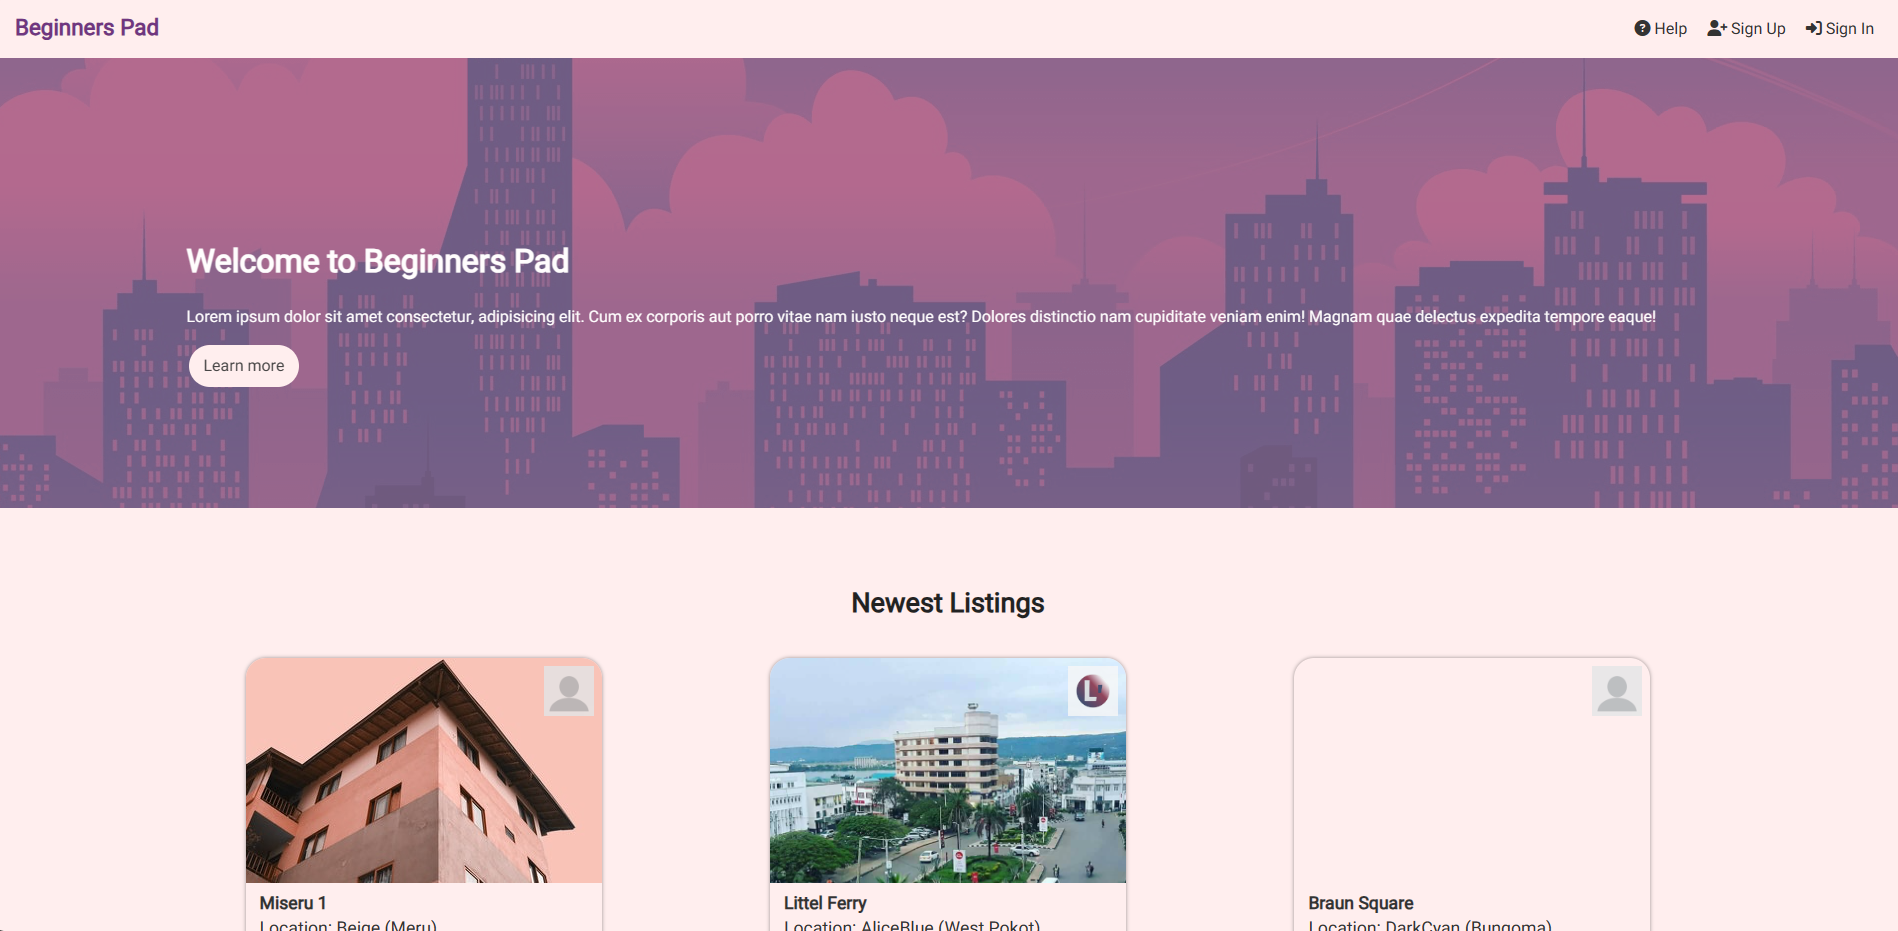 Beginners Pad
Help
Sign Up
Sign In
Welcome to Beginners Pad
Lorem ipsum dolor sit amet consectetur, adipisicing elit. Cum ex corporis aut porro vitae nam iusto neque est? Dolores distinctio nam cupiditate veniam enim! Magnam quae delectus expedita tempore eaque!
Learn more
Newest Listings
L'
Miseru 1
Location: Beige (Meru)
Littel Ferry
Location: AliceBlue (West Pokot)
Braun Square
Location: DarkCyan (Bungoma)